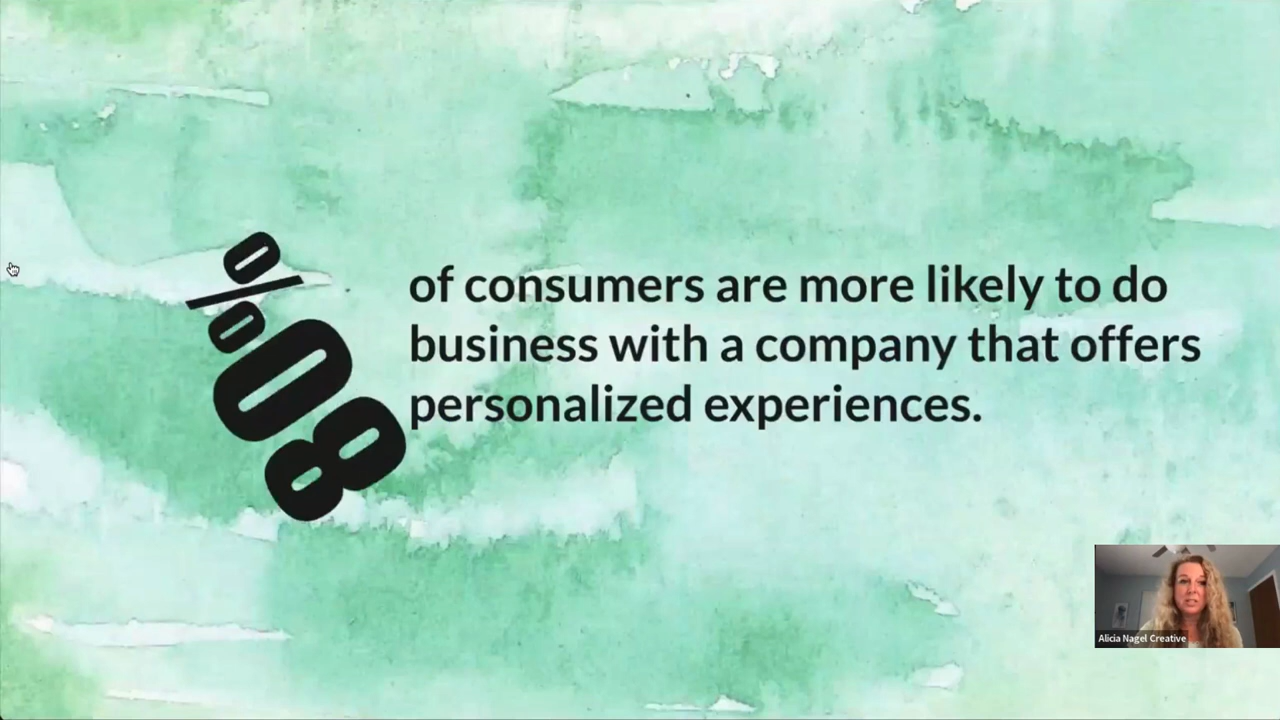 80%
of consumers are more likely to do
business with a company that offers
personalized experiences.
Alicia Nagel Creative